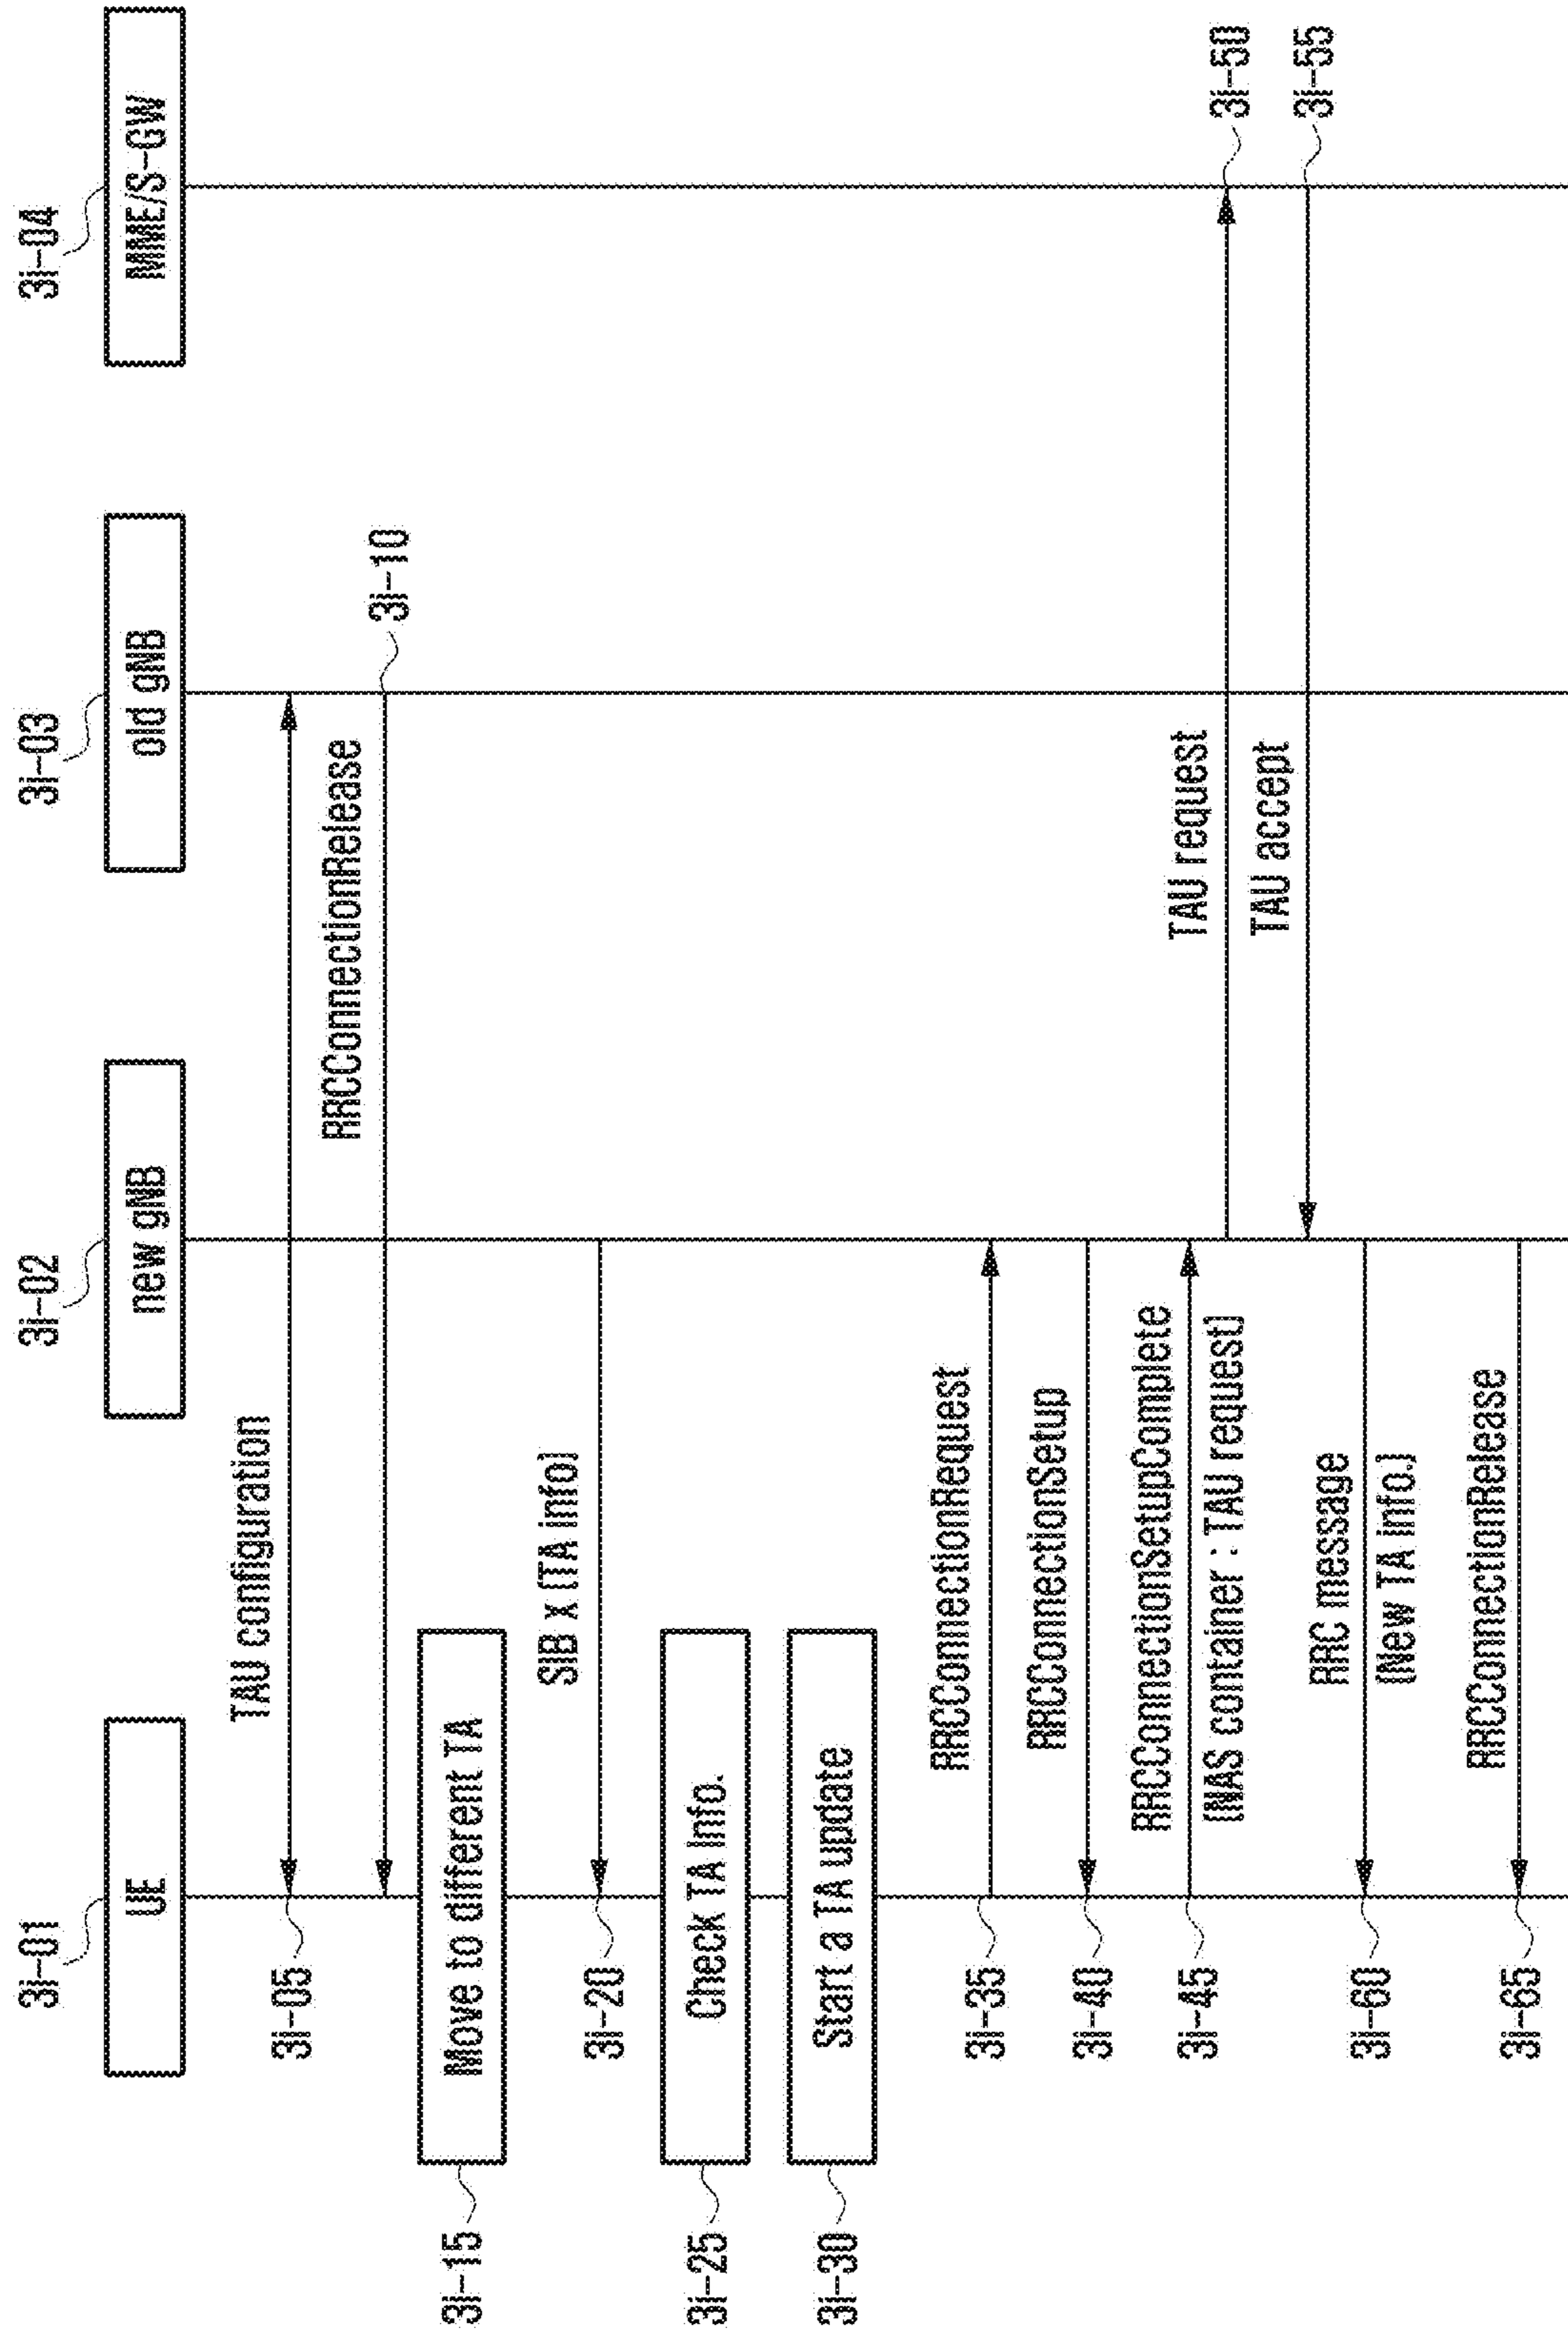 3i-01
3i-02
3i-03
3i-04
UE
new gNB
old gNB
MME/S-GW
TAU configuration
3i-05
RRCConnectionRelease
3i-10
3i-15
Move to different TA
SIB x (TA info)
3i-20
3i-25
Check TA Info.
3i-30
Start a TA update
RRCConnectionRequest
3i-35
RRCConnectionSetup
3i-40
RRCConnectionSetupComplete
(NAS container : TAU request)
3i-45
TAU request
3i-50
TAU accept
3i-55
RRC message
(New TA info.)
3i-60
RRCConnectionRelease
3i-65